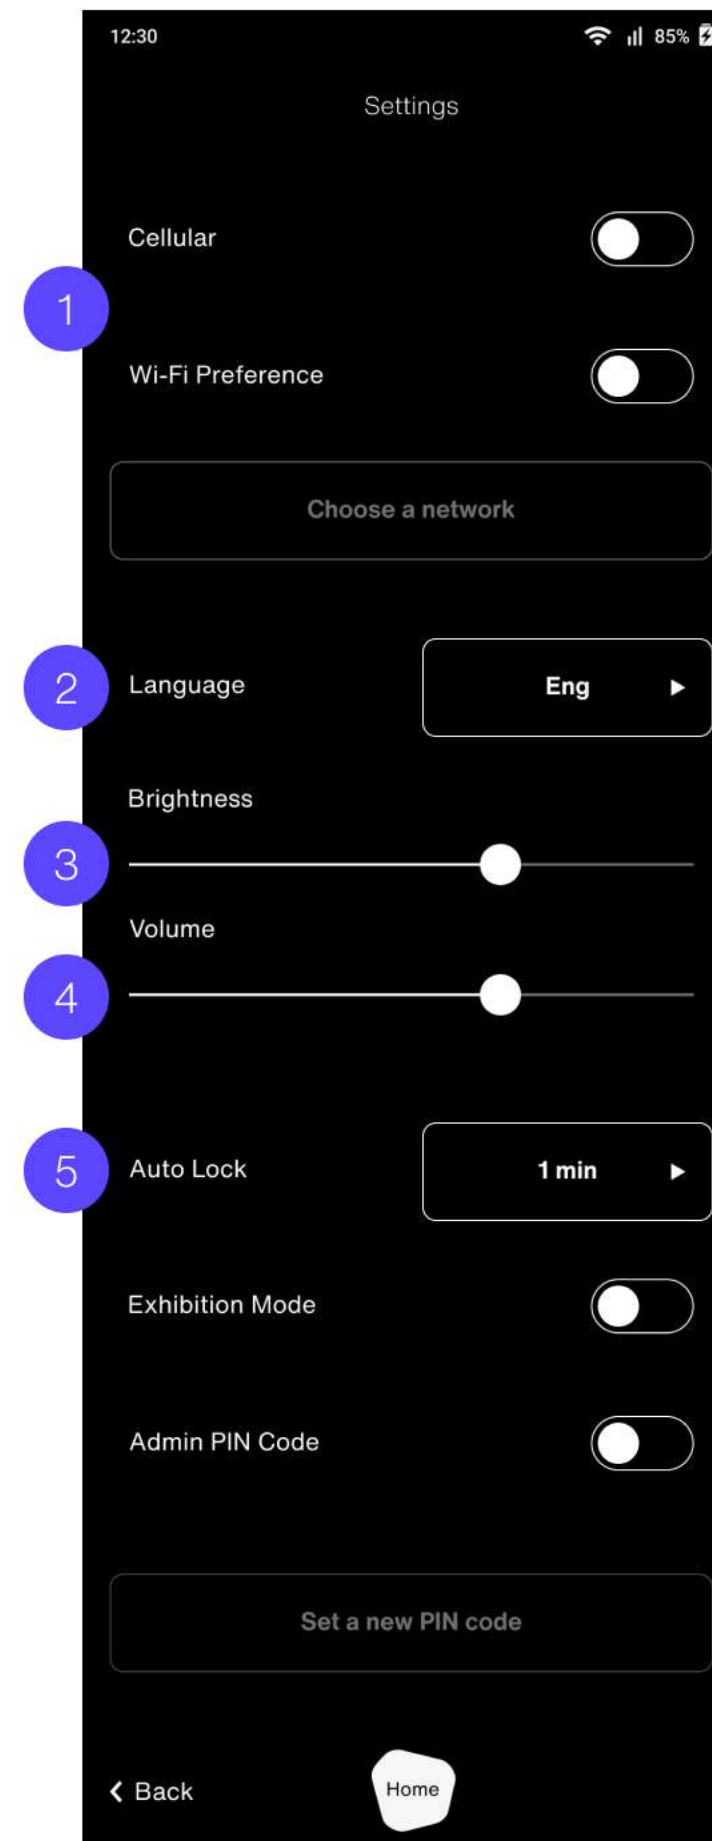 12:30 85%
Settings
Cellular
1
Wi-Fi Preference
Choose a network
2 Language Eng
Brightness
3
Volume
4
5 Auto Lock 1 min
Exhibition Mode
Admin PIN Code
Set a new PIN code
Back Home